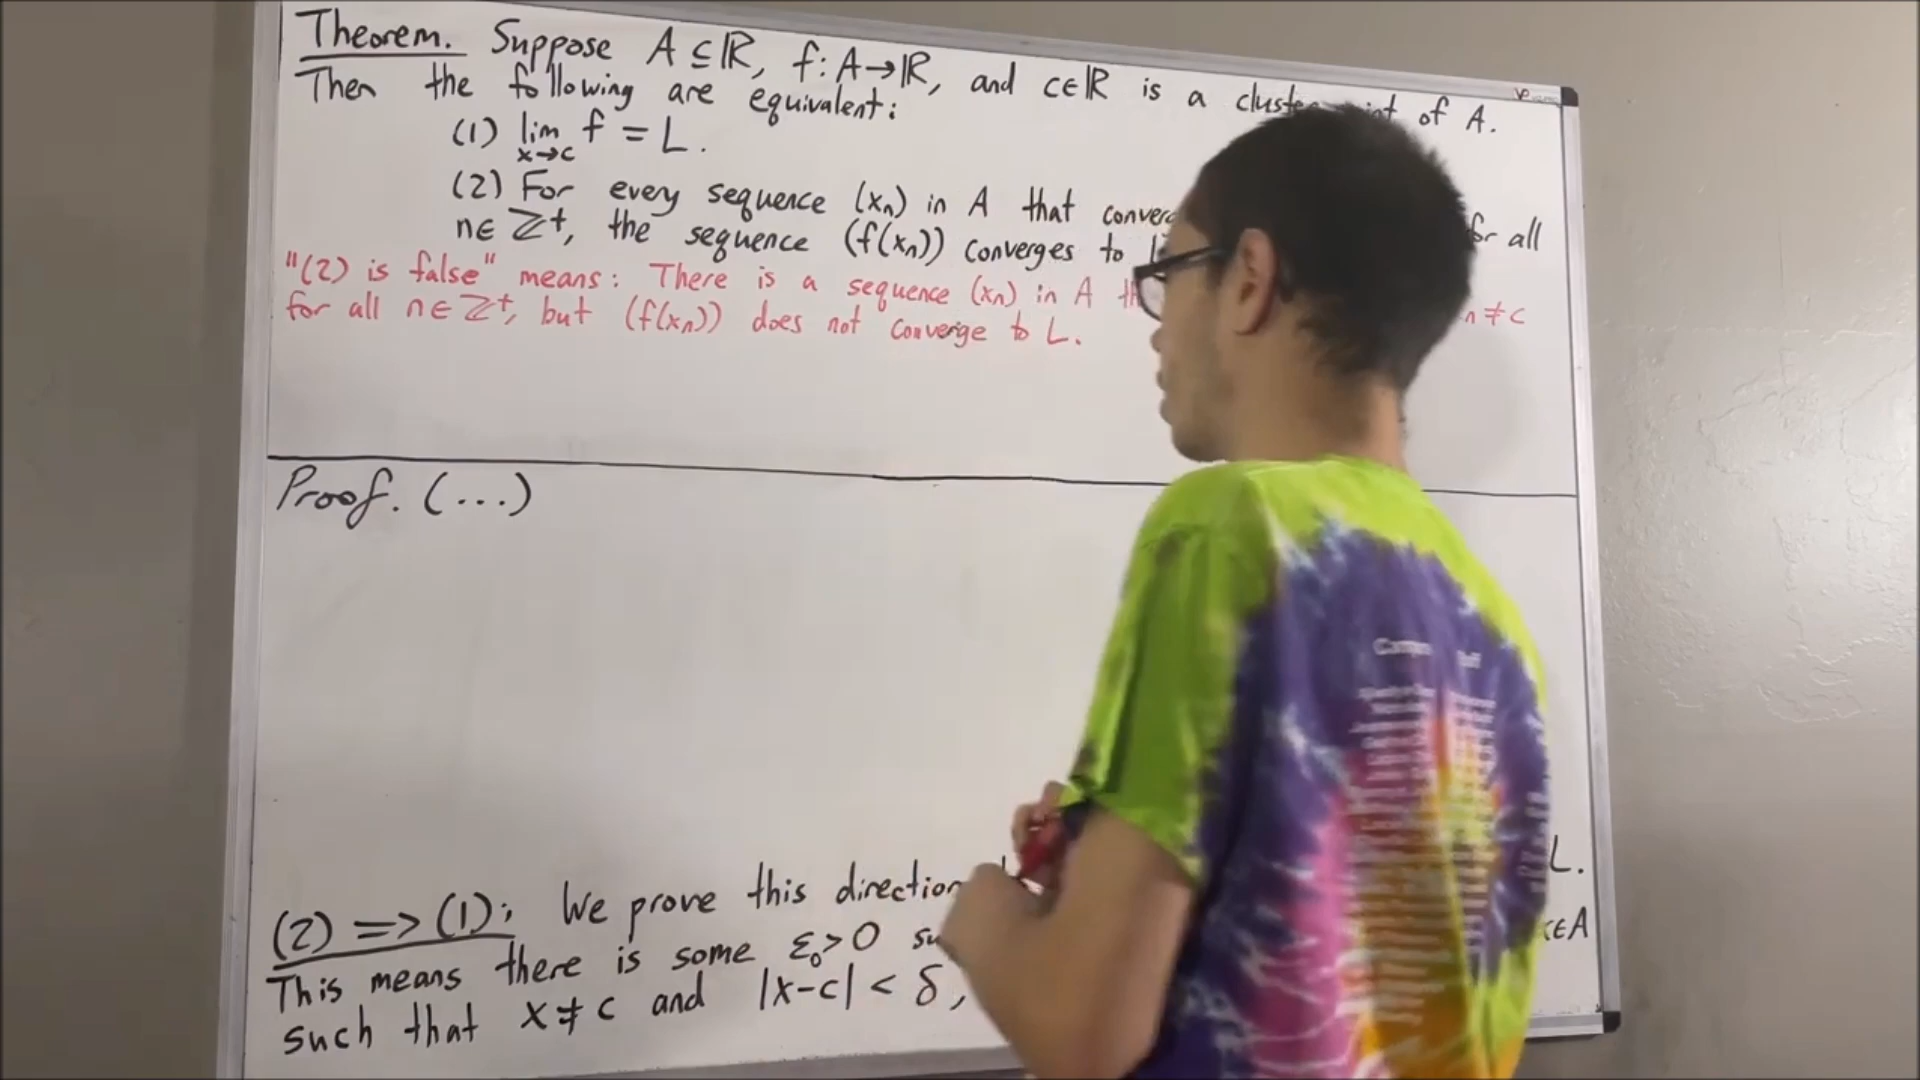 Theorem. Suppose A ⊆ ℝ, f: A→ℝ, and c∈ℝ is a of A.
Then the following are equivalent:
(1) lim x→c f = L.
(2) For every sequence (xₙ) in A that for all
n∈ ℤ⁺, the sequence (f(xₙ)) converges to
"(2) is false" means: There is a sequence (xₙ) in A ≠ c
for all n∈ℤ⁺, but (f(xₙ)) does not converge to L.
Proof. (...)
(2) => (1): We prove this direction L.
This means there is some ε₀>0 ∈A
such that x≠c and |x-c| < δ,